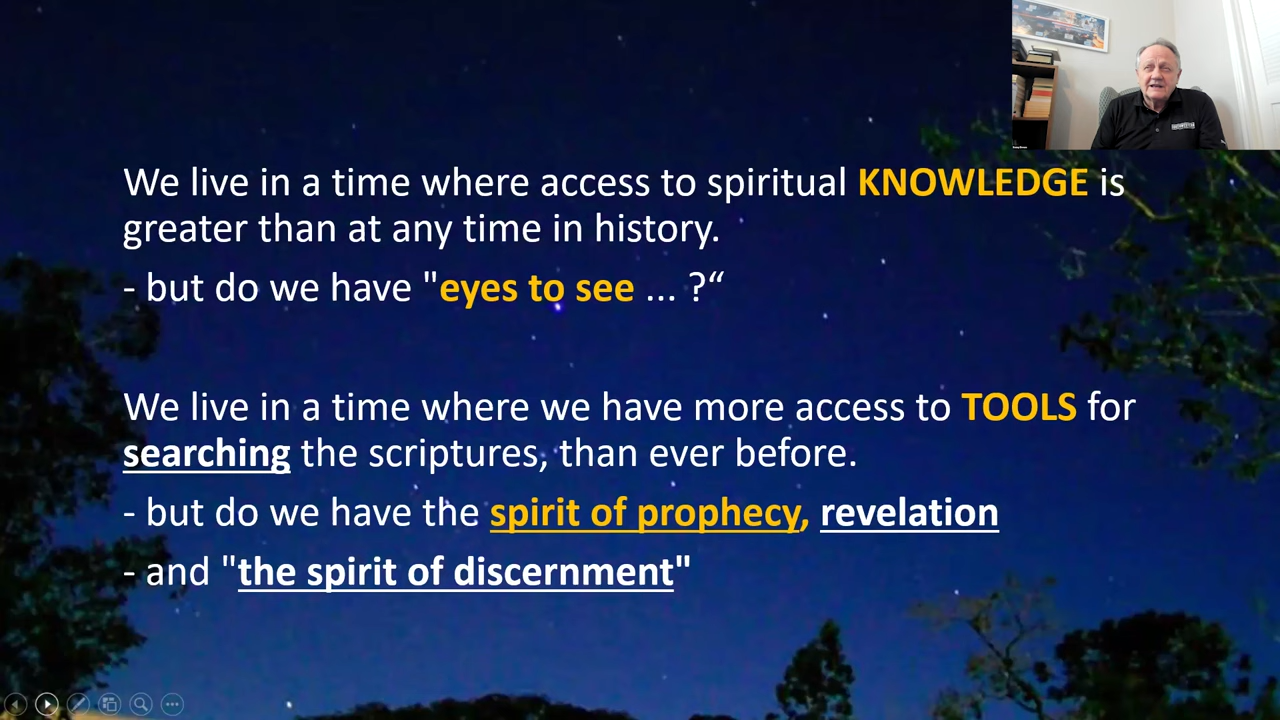 We live in a time where access to spiritual KNOWLEDGE is
greater than at any time in history.
- but do we have "eyes to see ... ?“
We live in a time where we have more access to TOOLS for
searching the scriptures, than ever before.
- but do we have the spirit of prophecy, revelation
- and "the spirit of discernment"